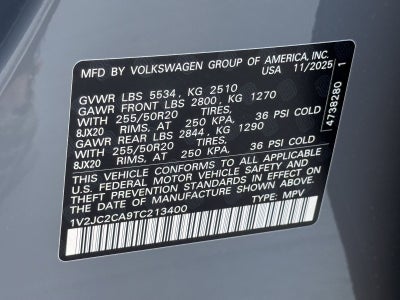 MFD BY VOLKSWAGEN GROUP OF AMERICA, INC.
USA 11/2025
GVWR LBS 5534, KG 2510
GAWR FRONT LBS 2800, KG 1270
WITH 255/50R20 TIRES,
8JX20 RIMS, AT 250 KPA, 36 PSI COLD
GAWR REAR LBS 2844, KG 1290
WITH 255/50R20 TIRES,
8JX20 RIMS, AT 250 KPA, 36 PSI COLD
THIS VEHICLE CONFORMS TO ALL APPLICABLE
U.S. FEDERAL MOTOR VEHICLE SAFETY AND
THEFT PREVENTION STANDARDS IN EFFECT ON
THE DATE OF MANUFACTURE SHOWN ABOVE.
1V2JC2CA9TC213400 TYPE: MPV
4738280 1